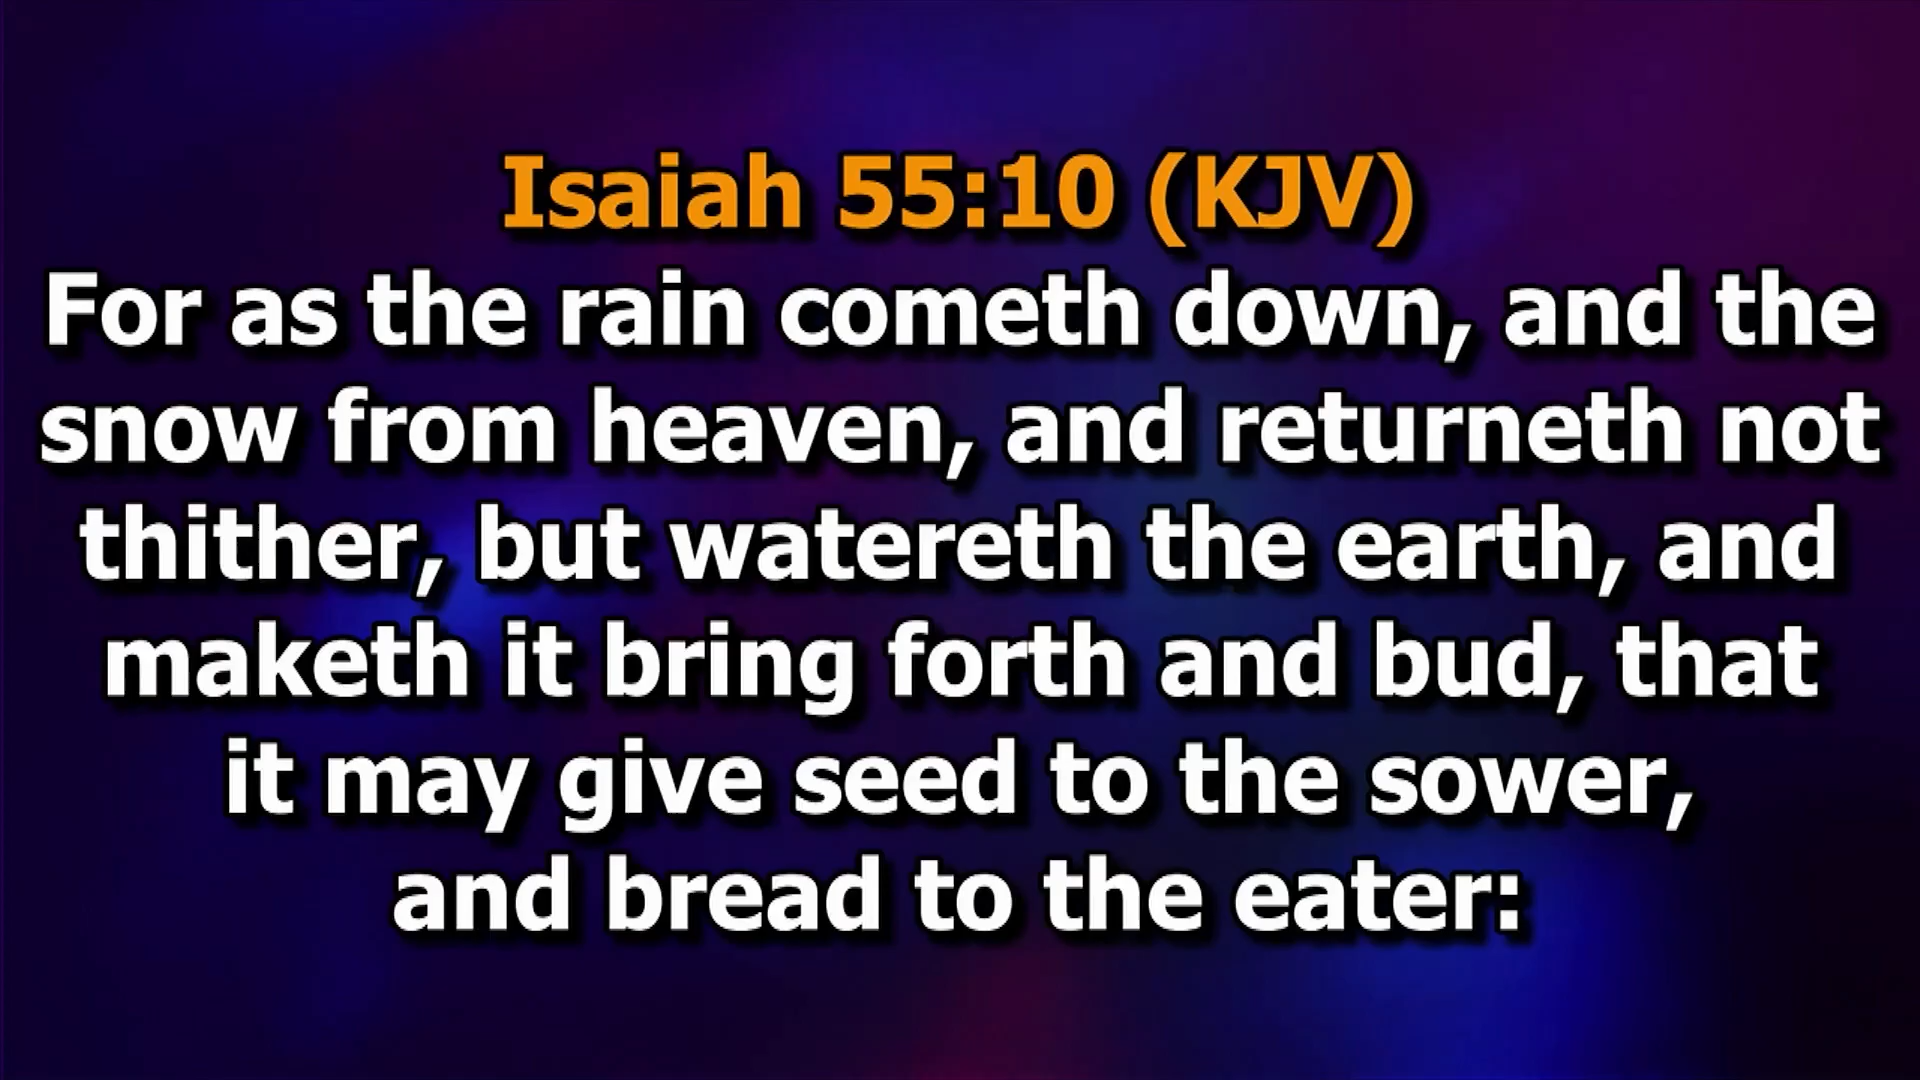 Isaiah 55:10 (KJV)
For as the rain cometh down, and the
snow from heaven, and returneth not
thither, but watereth the earth, and
maketh it bring forth and bud, that
it may give seed to the sower,
and bread to the eater: